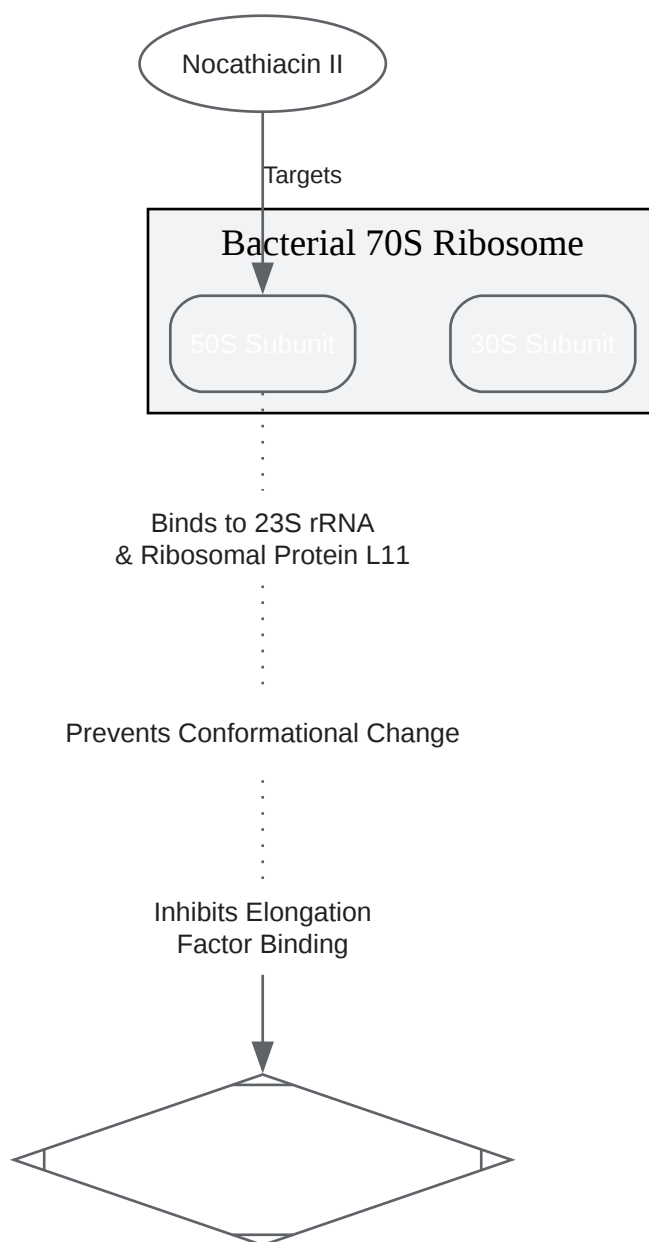 Nocathiacin II
Targets
Bacterial 70S Ribosome
50S Subunit
30S Subunit
Binds to 23S rRNA
& Ribosomal Protein L11
Prevents Conformational Change
Inhibits Elongation
Factor Binding